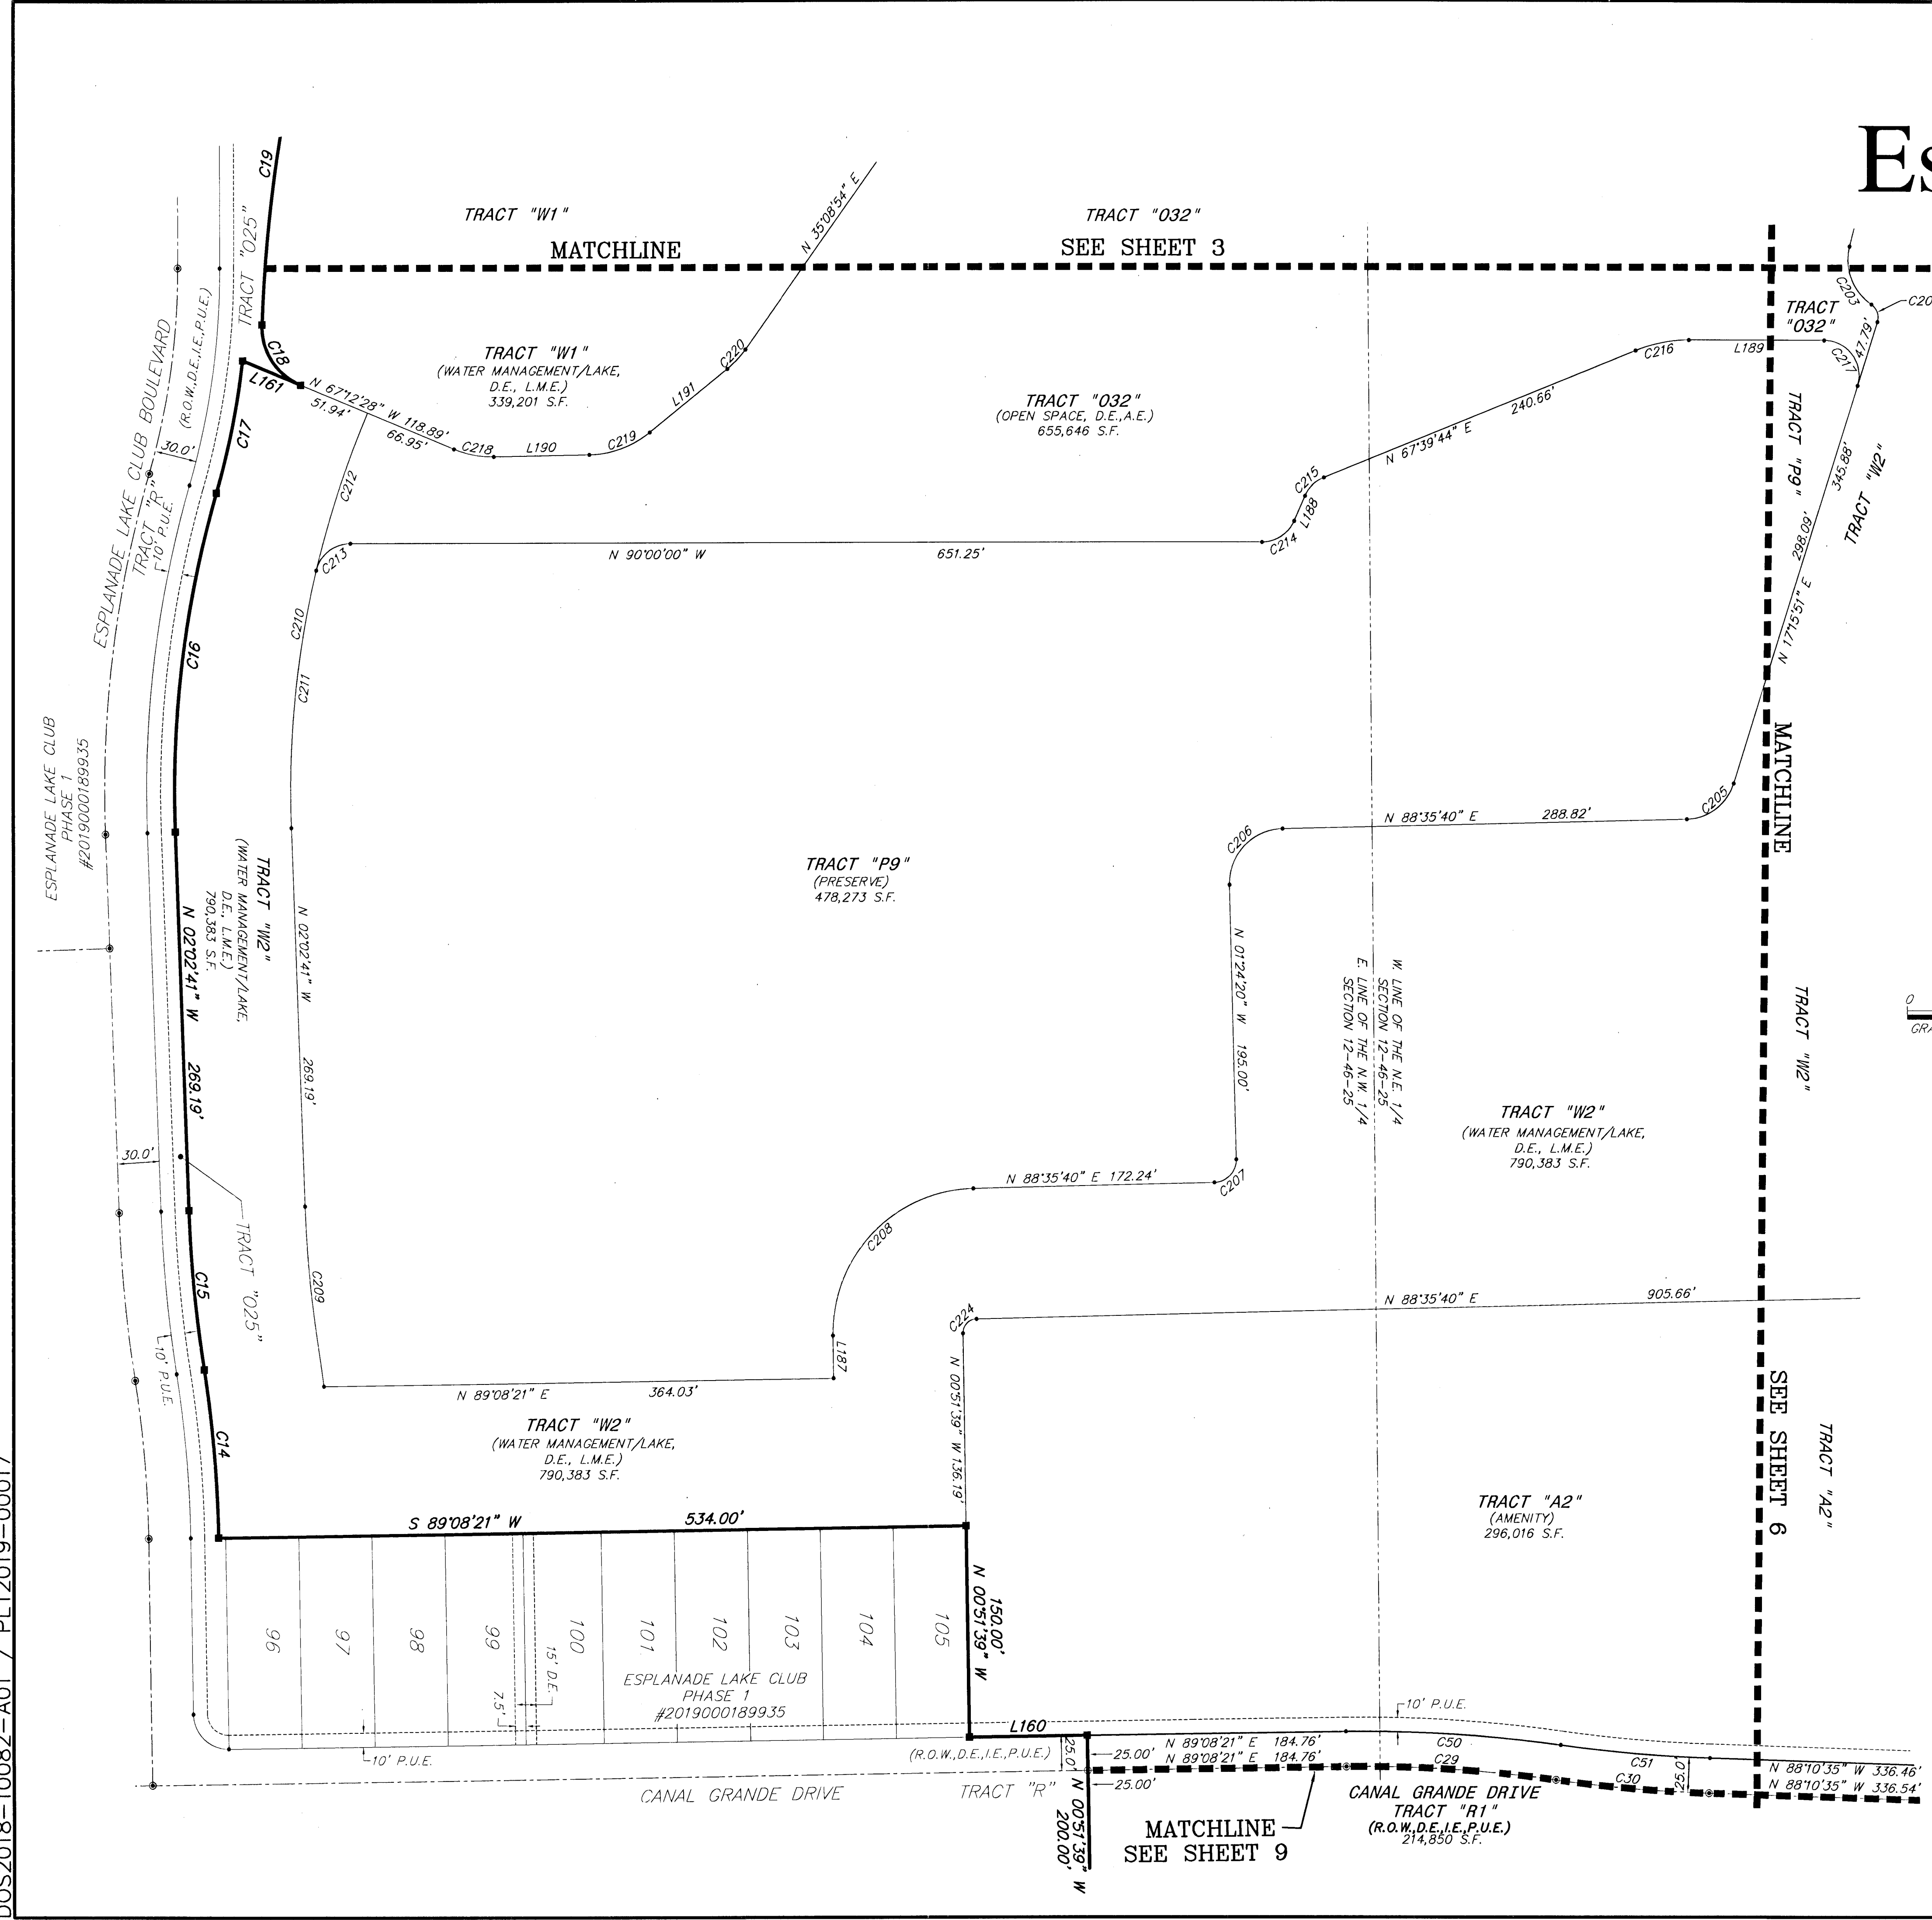 Es
C19
TRACT "O25"
TRACT "W1"
TRACT "O32"
MATCHLINE
SEE SHEET 3
N 35°08'54" E
C203
TRACT
"O32"
47.79'
C217
C216
L189
C18
L161
N 67°12'28" W 118.89'
51.94'
66.95'
TRACT "W1"
(WATER MANAGEMENT/LAKE,
D.E., L.M.E.)
339,201 S.F.
C220
L191
C219
L190
C218
TRACT "O32"
(OPEN SPACE, D.E.,A.E.)
655,646 S.F.
240.66'
N 67°39'44" E
C215
L188
C214
TRACT "P9"
345.88'
TRACT "W2"
298.09'
N 17°15'51" E
ESPLANADE LAKE CLUB BOULEVARD
(R.O.W.,D.E.,I.E.,P.U.E.)
30.0'
TRACT "R"
10' P.U.E.
C17
C212
C213
N 90°00'00" W
651.25'
C210
C16
C211
ESPLANADE LAKE CLUB
PHASE 1
#2019000189935
MATCHLINE
C205
N 88°35'40" E
288.82'
C206
TRACT "P9"
(PRESERVE)
478,273 S.F.
TRACT "W2"
(WATER MANAGEMENT/LAKE,
D.E., L.M.E.)
790,383 S.F.
N 02°02'41" W
269.19'
N 02°02'41" W
269.19'
N 01°24'20" W
195.00'
W. LINE OF THE N.E. 1/4
SECTION 12-46-25
E. LINE OF THE N.W. 1/4
SECTION 12-46-25
TRACT "W2"
0
TRACT "W2"
(WATER MANAGEMENT/LAKE,
D.E., L.M.E.)
790,383 S.F.
30.0'
N 88°35'40" E 172.24'
C207
C208
TRACT "O25"
C15
C209
N 88°35'40" E
905.66'
C224
10' P.U.E.
L187
N 89°08'21" E
364.03'
N 00°51'39" W 136.19'
SEE SHEET 6
TRACT "A2"
C14
TRACT "W2"
(WATER MANAGEMENT/LAKE,
D.E., L.M.E.)
790,383 S.F.
TRACT "A2"
(AMENITY)
296,016 S.F.
S 89°08'21" W
534.00'
96
97
98
99
100
101
102
103
104
105
15' D.E.
7.5'
150.00'
N 00°51'39" W
ESPLANADE LAKE CLUB
PHASE 1
#2019000189935
10' P.U.E.
L160
(R.O.W.,D.E.,I.E.,P.U.E.)
10' P.U.E.
25.0'
25.00'
25.00'
N 89°08'21" E 184.76'
N 89°08'21" E 184.76'
C50
C29
C51
C30
25.0'
N 88°10'35" W 336.46'
N 88°10'35" W 336.54'
CANAL GRANDE DRIVE
TRACT "R"
N 00°51'39" W
200.00'
MATCHLINE
SEE SHEET 9
CANAL GRANDE DRIVE
TRACT "R1"
(R.O.W.,D.E.,I.E.,P.U.E.)
214,850 S.F.
DOS2018-10082-A01 / PLT2019-00017